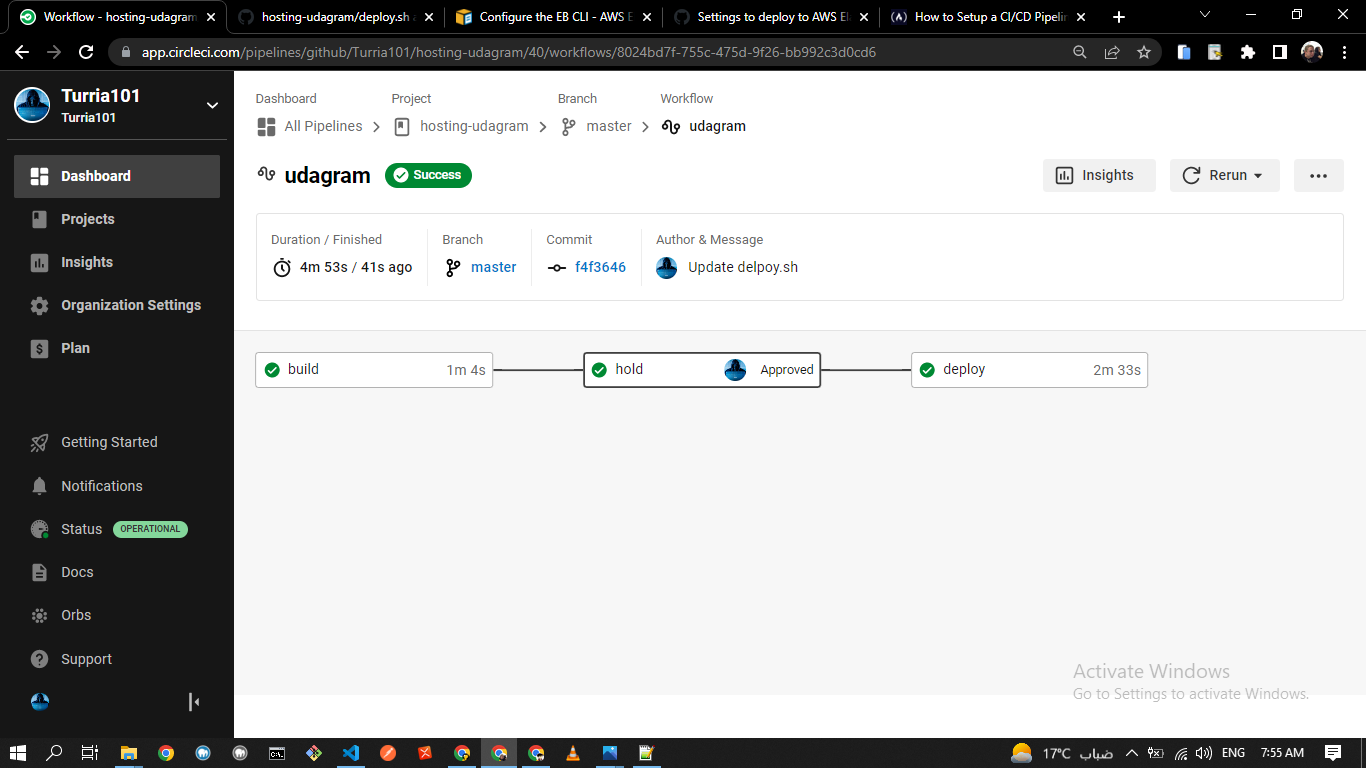 Workflow - hosting-udagram
hosting-udagram/deploy.sh a
Configure the EB CLI - AWS E
Settings to deploy to AWS El
How to Setup a CI/CD Pipelin
app.circleci.com/pipelines/github/Turria101/hosting-udagram/40/workflows/8024bd7f-755c-475d-9f26-bb992c3d0cd6
Turria101
Turria101
Dashboard
Projects
Insights
Organization Settings
Plan
Getting Started
Notifications
Status OPERATIONAL
Docs
Orbs
Support
Dashboard Project Branch Workflow
All Pipelines hosting-udagram master udagram
udagram Success
Insights Rerun
Duration / Finished Branch Commit Author & Message
4m 53s / 41s ago master f4f3646 Update delpoy.sh
build 1m 4s hold Approved deploy 2m 33s
Activate Windows
Go to Settings to activate Windows.
17°C ضباب ENG 7:55 AM